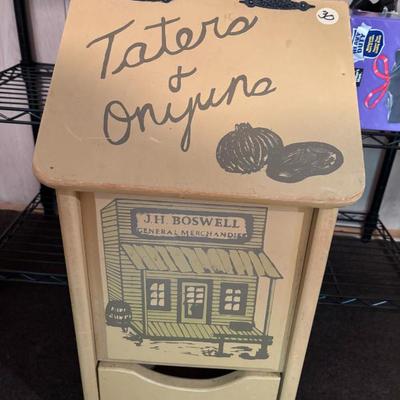 30
Taters
&
Onyuns
J.H. BOSWELL
GENERAL MERCHANDISE